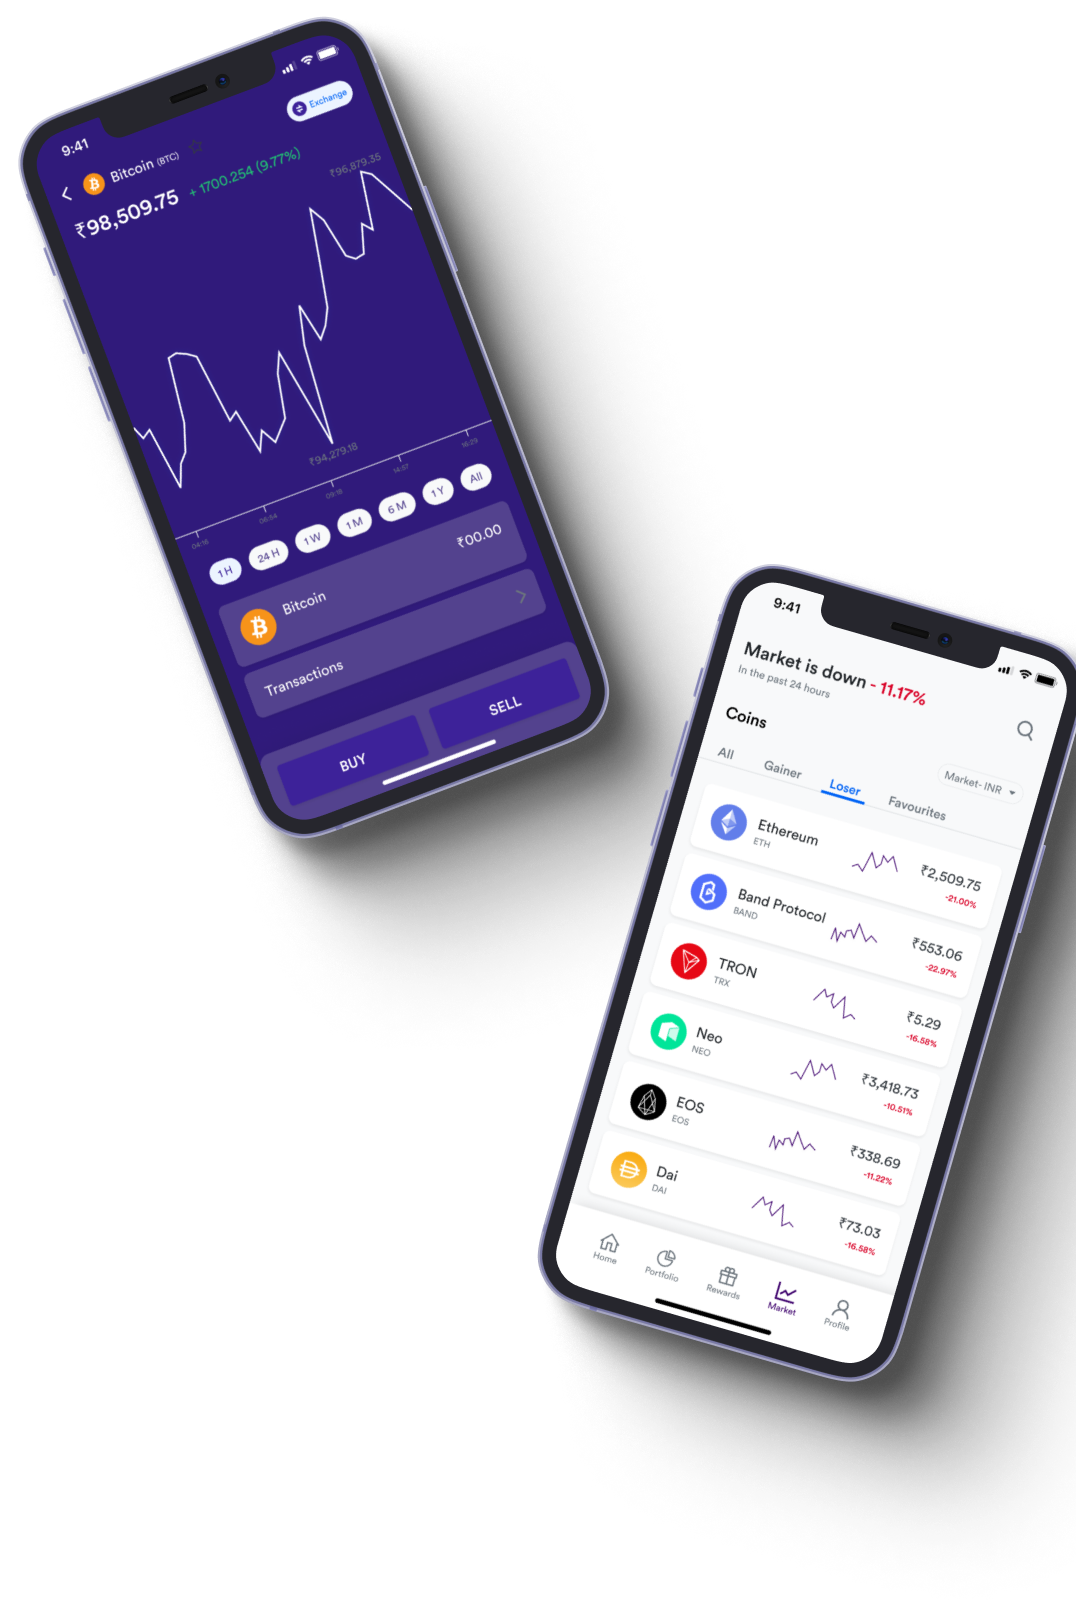 9:41
Exchange
Bitcoin (BTC)
₹98,509.75 + 1700.254 (9.77%)
₹96,879.35
₹94,279.18
04:16 06:54 09:18 14:37 16:29
1 H 24 H 1 W 1 M 6 M 1 Y All
Bitcoin ₹00.00
Transactions
BUY SELL
9:41
Market is down - 11.17%
In the past 24 hours
Coins
Market- INR
All Gainer Loser Favourites
Ethereum ₹2,509.75
ETH -21.00%
Band Protocol ₹553.06
BAND -22.97%
TRON ₹5.29
TRX -16.58%
Neo ₹3,418.73
NEO -10.51%
EOS ₹338.69
EOS -11.22%
Dai ₹73.03
DAI -16.58%
Home Portfolio Rewards Market Profile